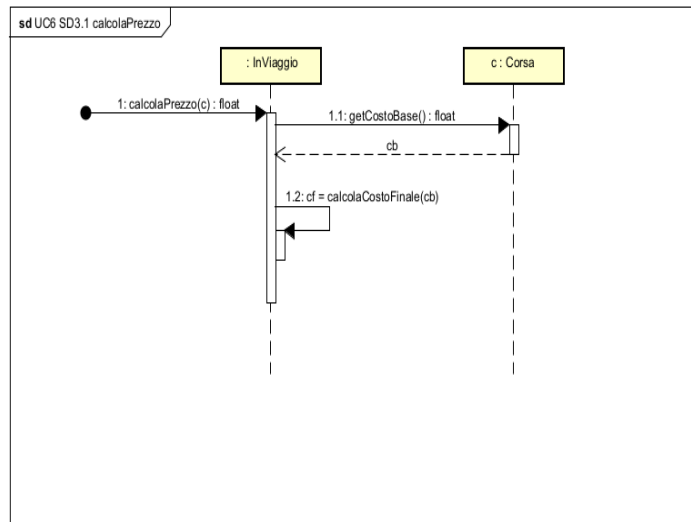 sd UC6 SD3.1 calcolaPrezzo
: InViaggio
c : Corsa
1: calcolaPrezzo(c) : float
1.1: getCostoBase() : float
cb
1.2: cf = calcolaCostoFinale(cb)